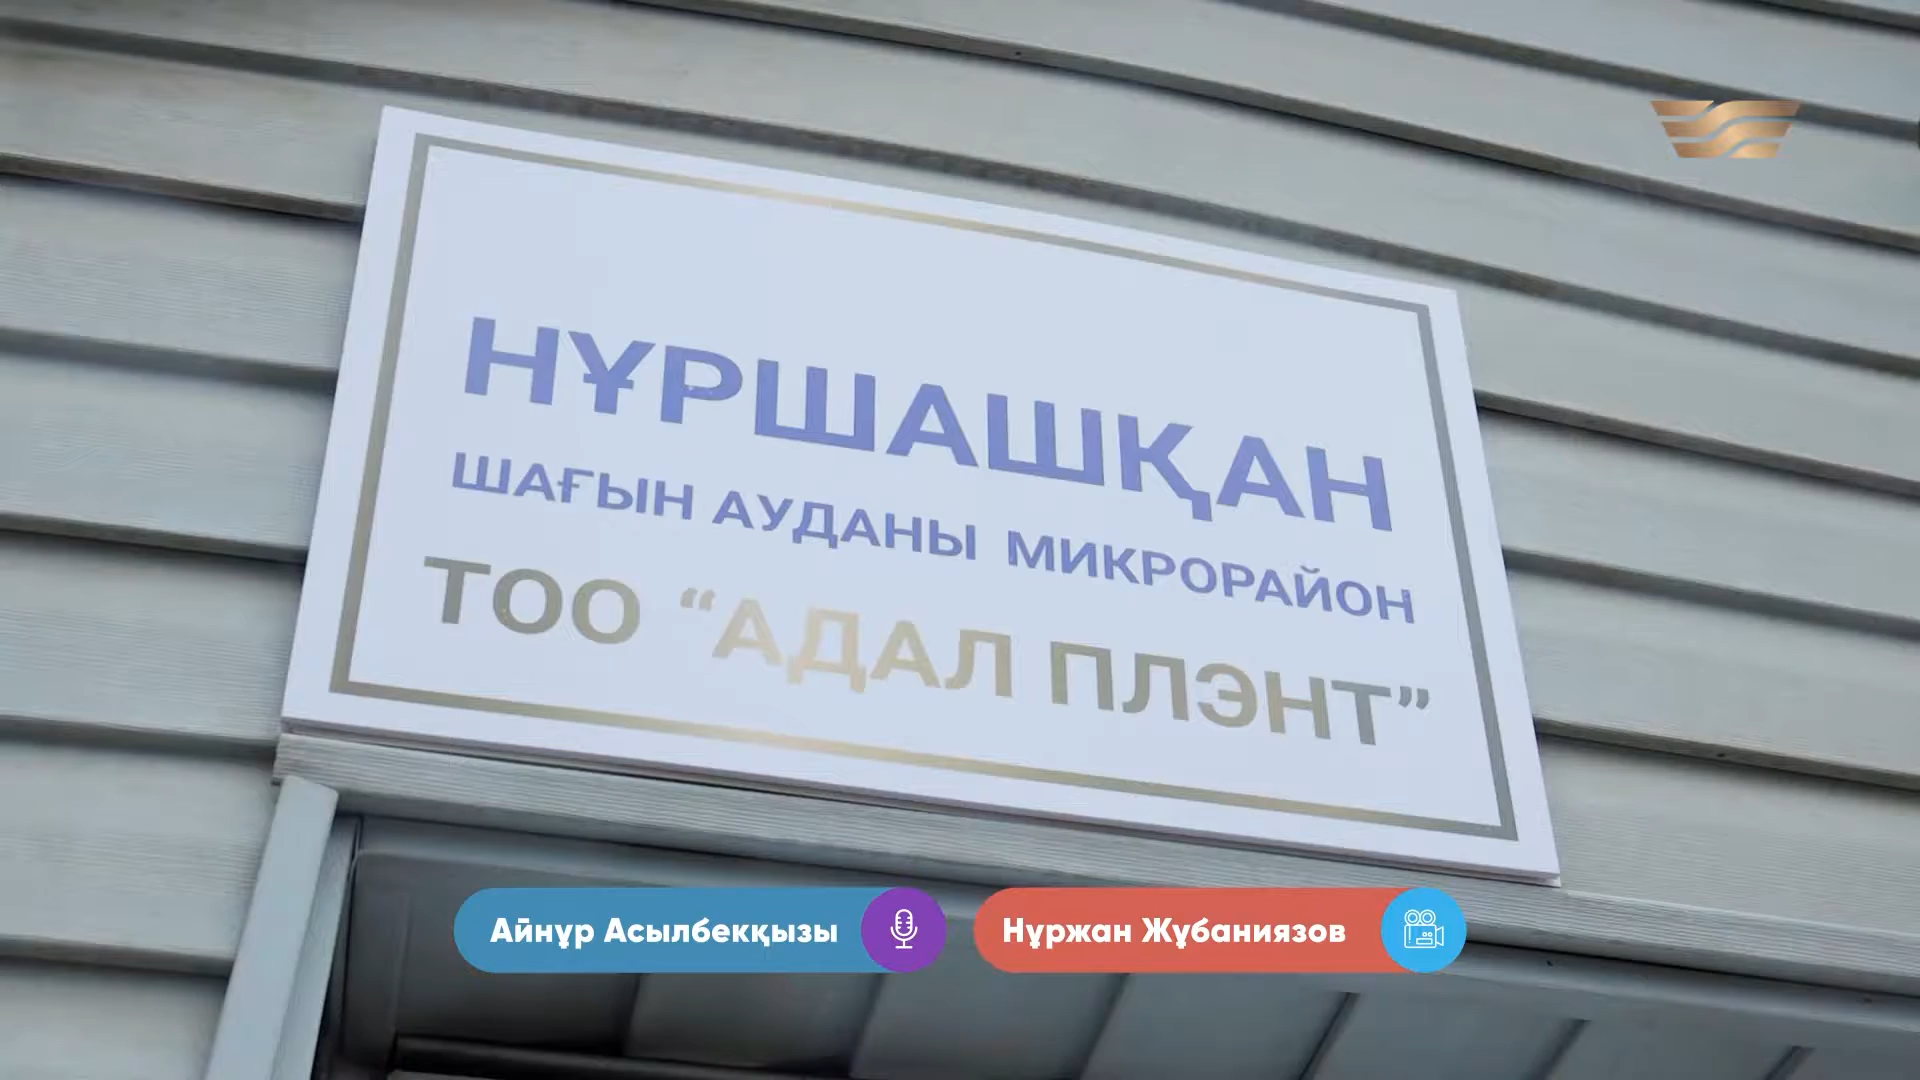 НҰРШАШҚАН
ШАҒЫН АУДАНЫ МИКРОРАЙОН
ТОО “АДАЛ ПЛЭНТ”
Айнұр Асылбекқызы
Нұржан Жұбаниязов